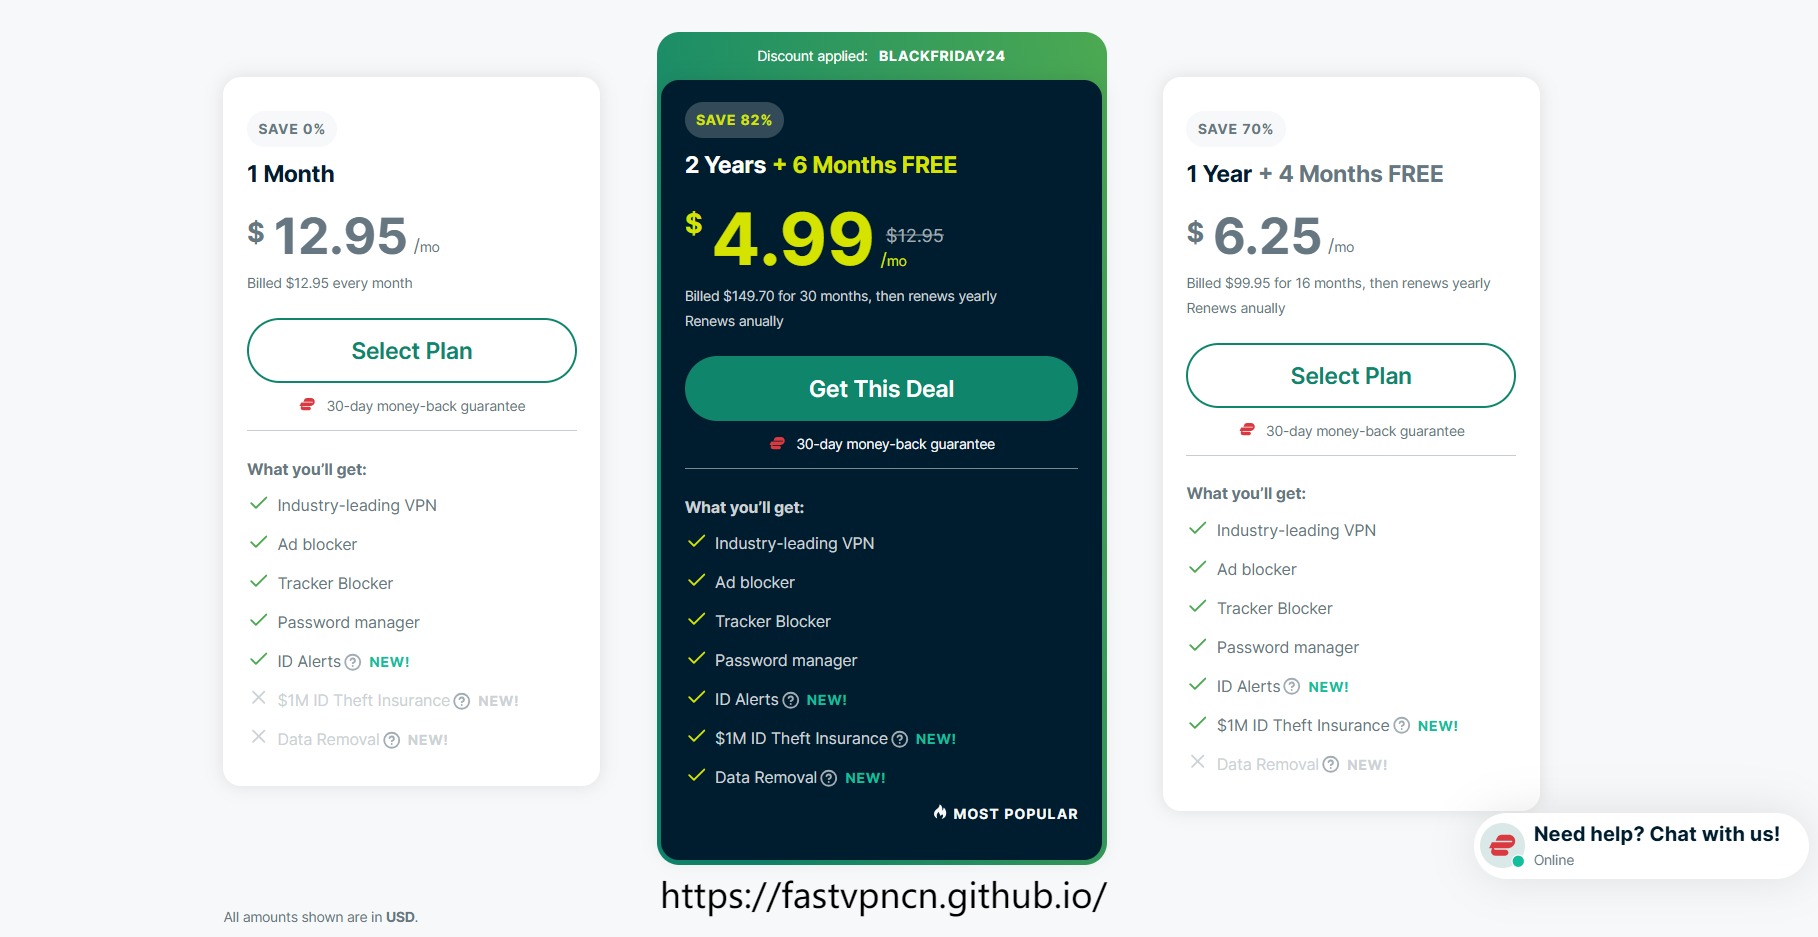 SAVE 0%
1 Month
$ 12.95 /mo
Billed $12.95 every month
Select Plan
30-day money-back guarantee
What you'll get:
Industry-leading VPN
Ad blocker
Tracker Blocker
Password manager
ID Alerts ? NEW!
$1M ID Theft Insurance ? NEW!
Data Removal ? NEW!
Discount applied: BLACKFRIDAY24
SAVE 82%
2 Years + 6 Months FREE
$ 4.99 $12.95 /mo
Billed $149.70 for 30 months, then renews yearly
Renews anually
Get This Deal
30-day money-back guarantee
What you'll get:
Industry-leading VPN
Ad blocker
Tracker Blocker
Password manager
ID Alerts ? NEW!
$1M ID Theft Insurance ? NEW!
Data Removal ? NEW!
MOST POPULAR
SAVE 70%
1 Year + 4 Months FREE
$ 6.25 /mo
Billed $99.95 for 16 months, then renews yearly
Renews anually
Select Plan
30-day money-back guarantee
What you'll get:
Industry-leading VPN
Ad blocker
Tracker Blocker
Password manager
ID Alerts ? NEW!
$1M ID Theft Insurance ? NEW!
Data Removal ? NEW!
Need help? Chat with us!
Online
https://fastvpncn.github.io/
All amounts shown are in USD.